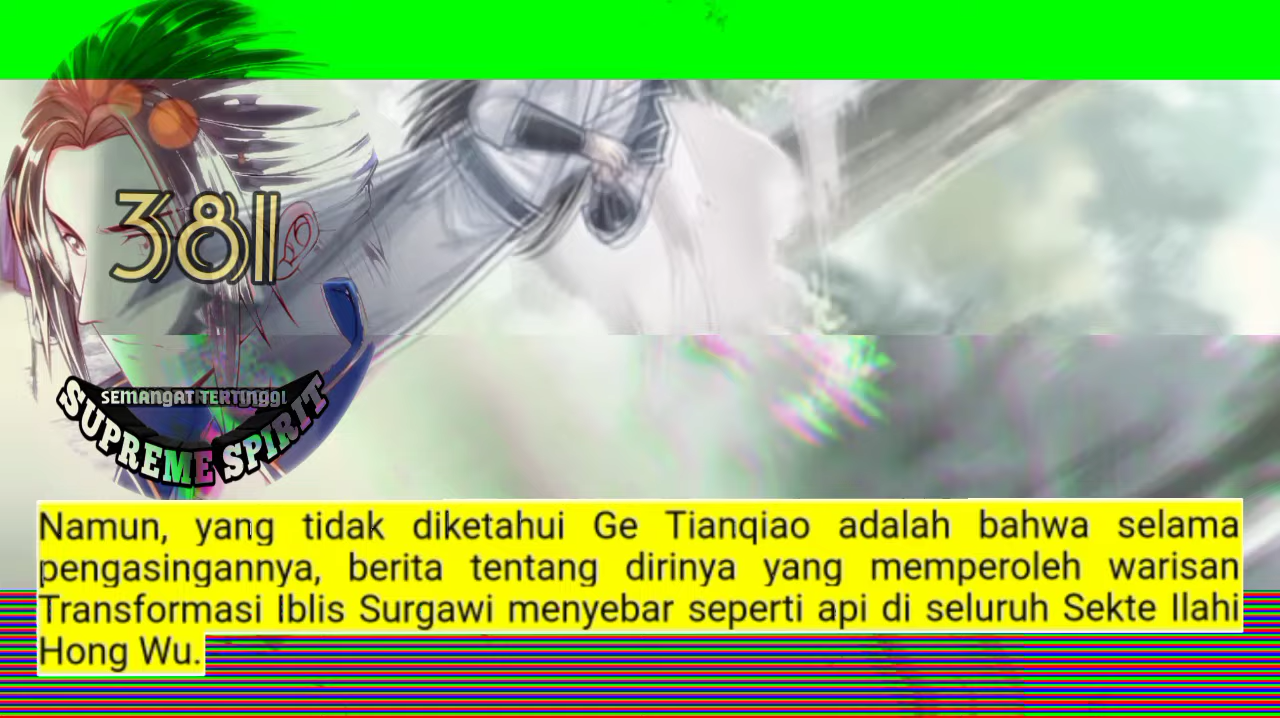 381
SEMANGAT TERTINGGI
SUPREME SPIRIT
Namun, yang tidak diketahui Ge Tianqiao adalah bahwa selama
pengasingannya, berita tentang dirinya yang memperoleh warisan
Transformasi Iblis Surgawi menyebar seperti api di seluruh Sekte Ilahi
Hong Wu.